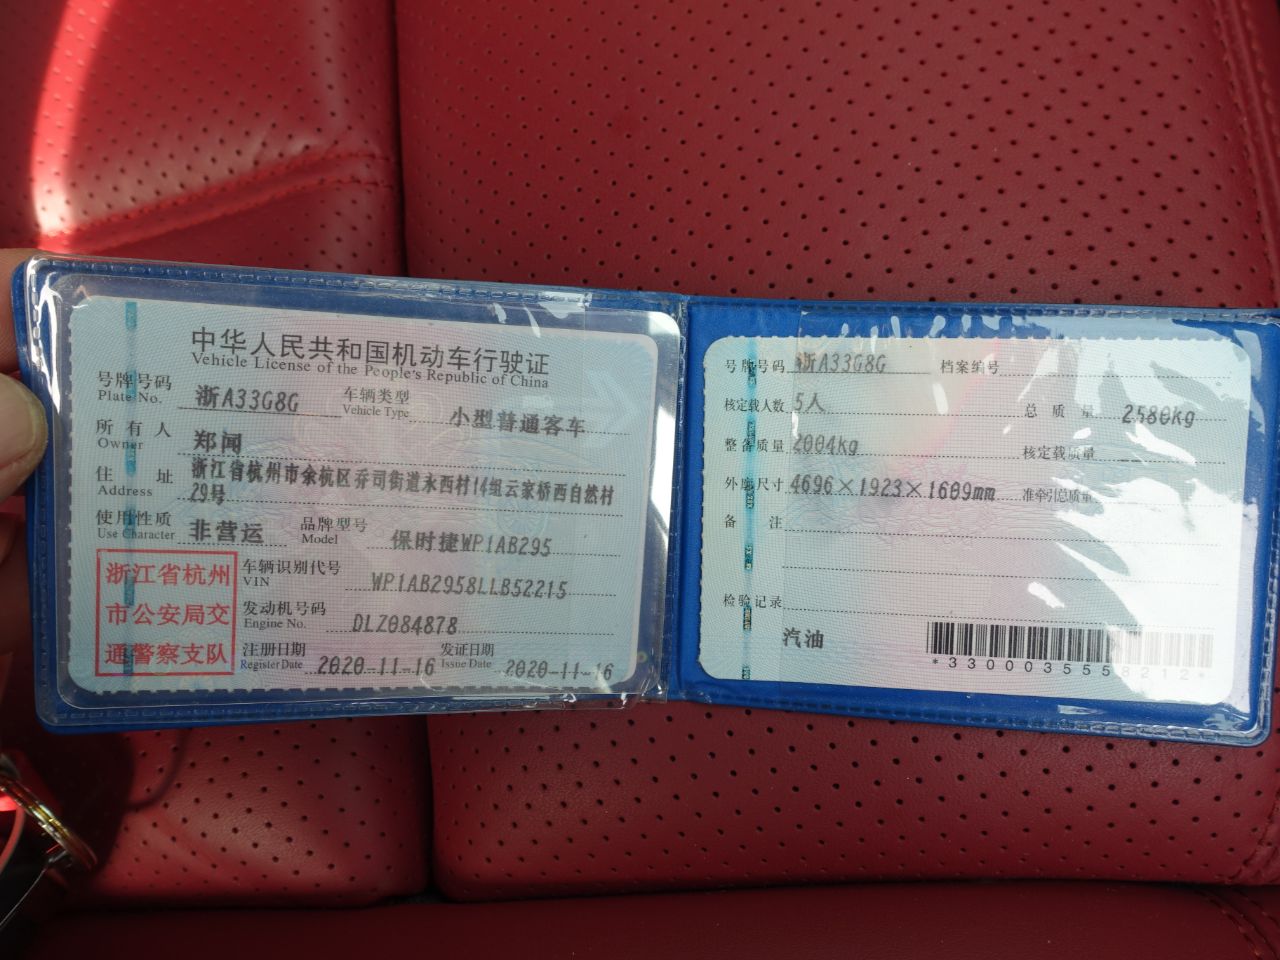 中华人民共和国机动车行驶证
Vehicle License of the People's Republic of China
号牌号码 浙A33G8G 车辆类型 小型普通客车
Plate No. Vehicle Type
所有人 郑闻
Owner
住址 浙江省杭州市余杭区乔司街道永西村14组云家桥西自然村
Address 29号
使用性质 非营运 品牌型号 保时捷WP1AB295
Use Character Model
浙江省杭州
市公安局交
通警察支队
车辆识别代号 WP1AB2958LLB52215
VIN
发动机号码 DLZ084878
Engine No.
注册日期 2020-11-16 发证日期 2020-11-16
Register Date Issue Date
号牌号码 浙A33G8G 档案编号
核定载人数 5人 总质量 2580kg
整备质量 2004kg 核定载质量
外廓尺寸 4696×1923×1609mm 准牵引总质量
备注
检验记录
汽油
*3300035558212*